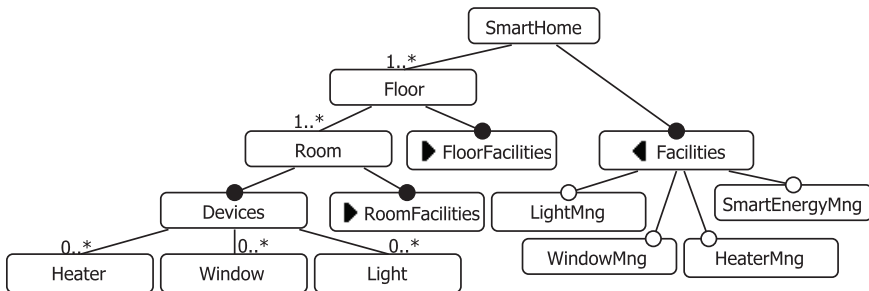 SmartHome
1..*
Floor
1..*
Room
FloorFacilities
Facilities
Devices
RoomFacilities
LightMng
SmartEnergyMng
0..*
0..*
0..*
WindowMng
HeaterMng
Heater
Window
Light